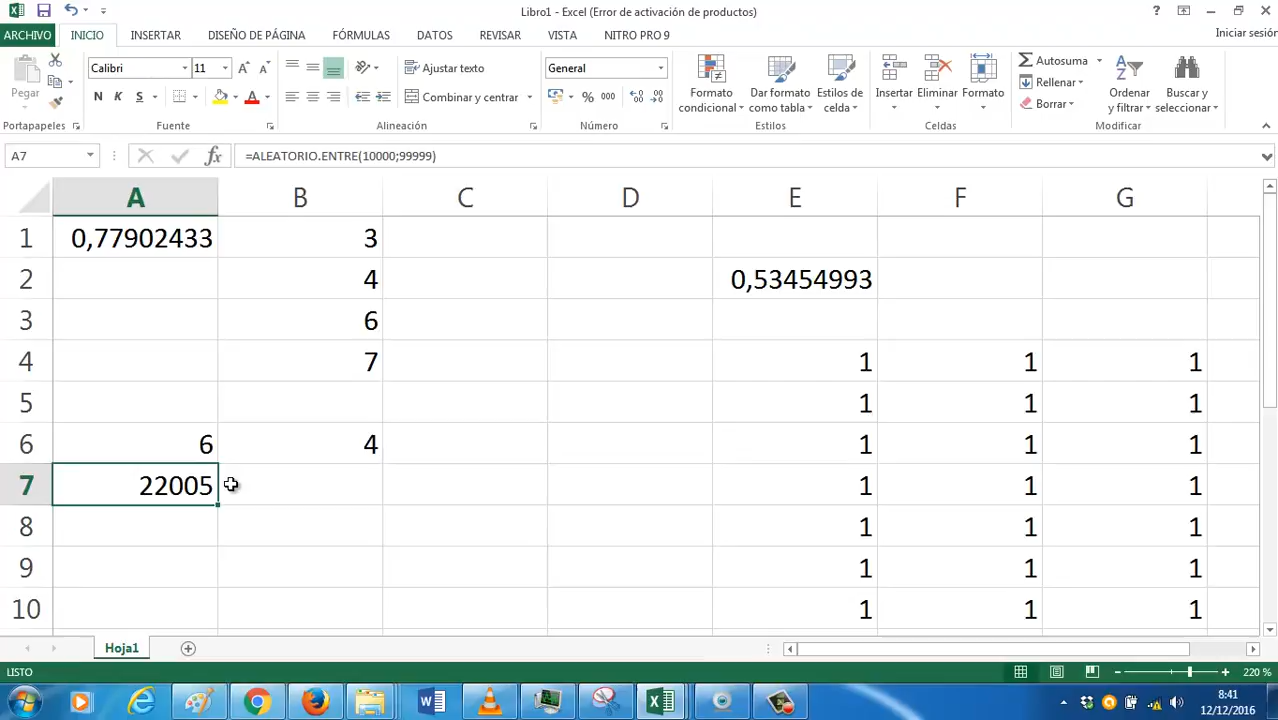 Libro1 - Excel (Error de activación de productos)
ARCHIVO INICIO INSERTAR DISEÑO DE PÁGINA FÓRMULAS DATOS REVISAR VISTA NITRO PRO 9 Iniciar sesión
Pegar
Calibri 11
N K S
Ajustar texto
Combinar y centrar
General
% 000
Formato condicional
Dar formato como tabla
Estilos de celda
Insertar
Eliminar
Formato
Autosuma
Rellenar
Borrar
Ordenar y filtrar
Buscar y seleccionar
Portapapeles Fuente Alineación Número Estilos Celdas Modificar
A7 fx =ALEATORIO.ENTRE(10000;99999)
A B C D E F G
1 0,77902433 3
2 4 0,53454993
3 6
4 7 1 1 1
5 1 1 1
6 6 4 1 1 1
7 22005 1 1 1
8 1 1 1
9 1 1 1
10 1 1 1
Hoja1
LISTO 220 %
8:41
12/12/2016